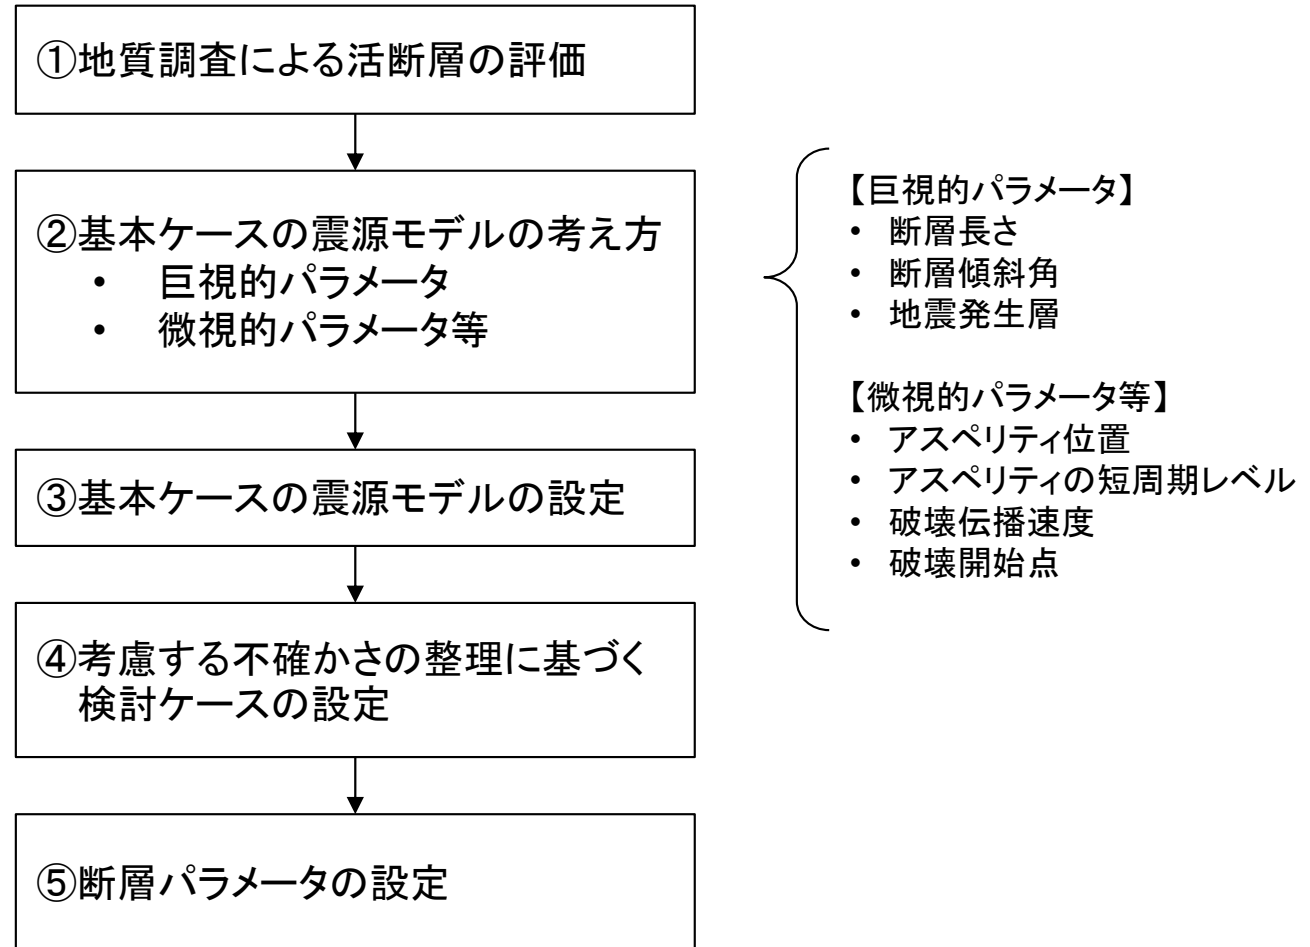 ①地質調査による活断層の評価
②基本ケースの震源モデルの考え方
• 巨視的パラメータ
• 微視的パラメータ等
③基本ケースの震源モデルの設定
④考慮する不確かさの整理に基づく
検討ケースの設定
⑤断層パラメータの設定
【巨視的パラメータ】
• 断層長さ
• 断層傾斜角
• 地震発生層
【微視的パラメータ等】
• アスペリティ位置
• アスペリティの短周期レベル
• 破壊伝播速度
• 破壊開始点